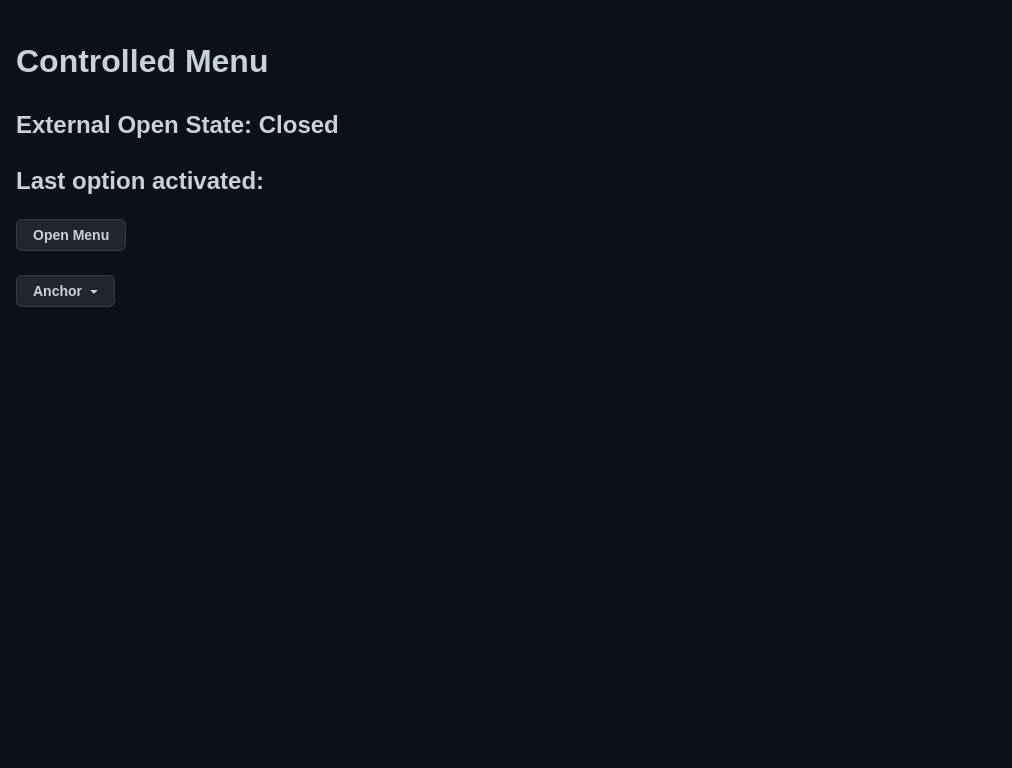 Controlled Menu
External Open State: Closed
Last option activated:
Open Menu
Anchor